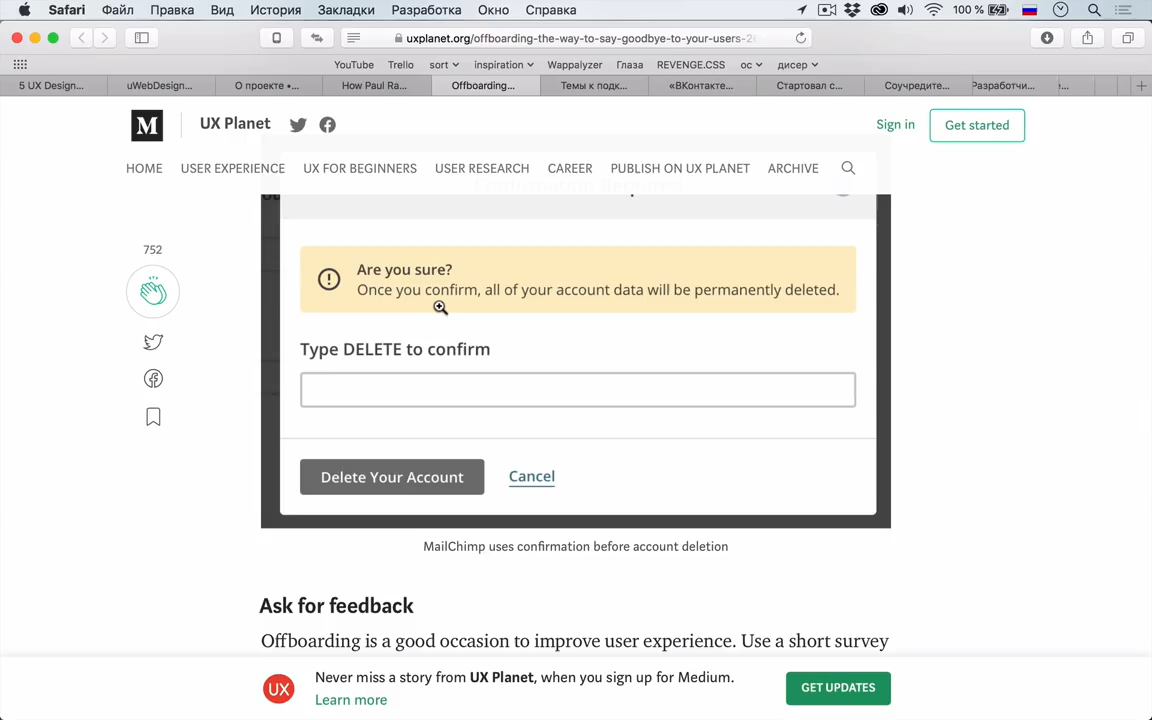 Safari Файл Правка Вид История Закладки Разработка Окно Справка 100 %
uxplanet.org/offboarding-the-way-to-say-goodbye-to-your-users-2
YouTube Trello sort inspiration Wappalyzer Глаза REVENGE.CSS ос дисер
5 UX Design... uWebDesign... О проекте •... How Paul Ra... Offboarding... Темы к подк... «ВКонтакте... Стартовал с... Соучредите... Разработчи...
M UX Planet Sign in Get started
HOME USER EXPERIENCE UX FOR BEGINNERS USER RESEARCH CAREER PUBLISH ON UX PLANET ARCHIVE
752
Are you sure?
Once you confirm, all of your account data will be permanently deleted.
Type DELETE to confirm
Delete Your Account Cancel
MailChimp uses confirmation before account deletion
Ask for feedback
Offboarding is a good occasion to improve user experience. Use a short survey
UX Never miss a story from UX Planet, when you sign up for Medium.
Learn more
GET UPDATES